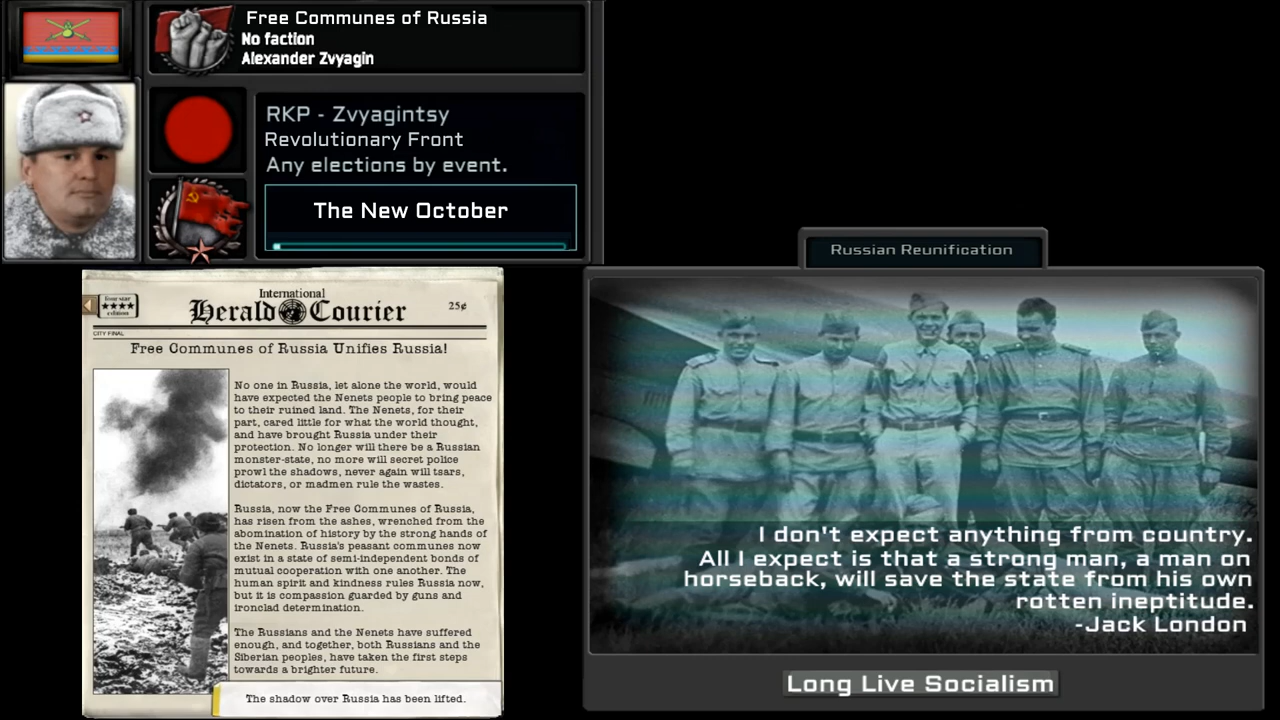 Free Communes of Russia
No faction
Alexander Zvyagin
RKP - Zvyagintsy
Revolutionary Front
Any elections by event.
The New October
four star
edition
International
Herald Courier
25¢
CITY FINAL
Free Communes of Russia Unifies Russia!
No one in Russia, let alone the world, would
have expected the Nenets people to bring peace
to their ruined land. The Nenets, for their
part, cared little for what the world thought,
and have brought Russia under their
protection. No longer will there be a Russian
monster-state, no more will secret police
prowl the shadows, never again will tsars,
dictators, or madmen rule the wastes.
Russia, now the Free Communes of Russia,
has risen from the ashes, wrenched from the
abomination of history by the strong hands of
the Nenets. Russia's peasant communes now
exist in a state of semi-independent bonds of
mutual cooperation with one another. The
human spirit and kindness rules Russia now,
but it is compassion guarded by guns and
ironclad determination.
The Russians and the Nenets have suffered
enough, and together, both Russians and the
Siberian peoples, have taken the first steps
towards a brighter future.
The shadow over Russia has been lifted.
Russian Reunification
I don't expect anything from country.
All I expect is that a strong man, a man on
horseback, will save the state from his own
rotten ineptitude.
-Jack London
Long Live Socialism